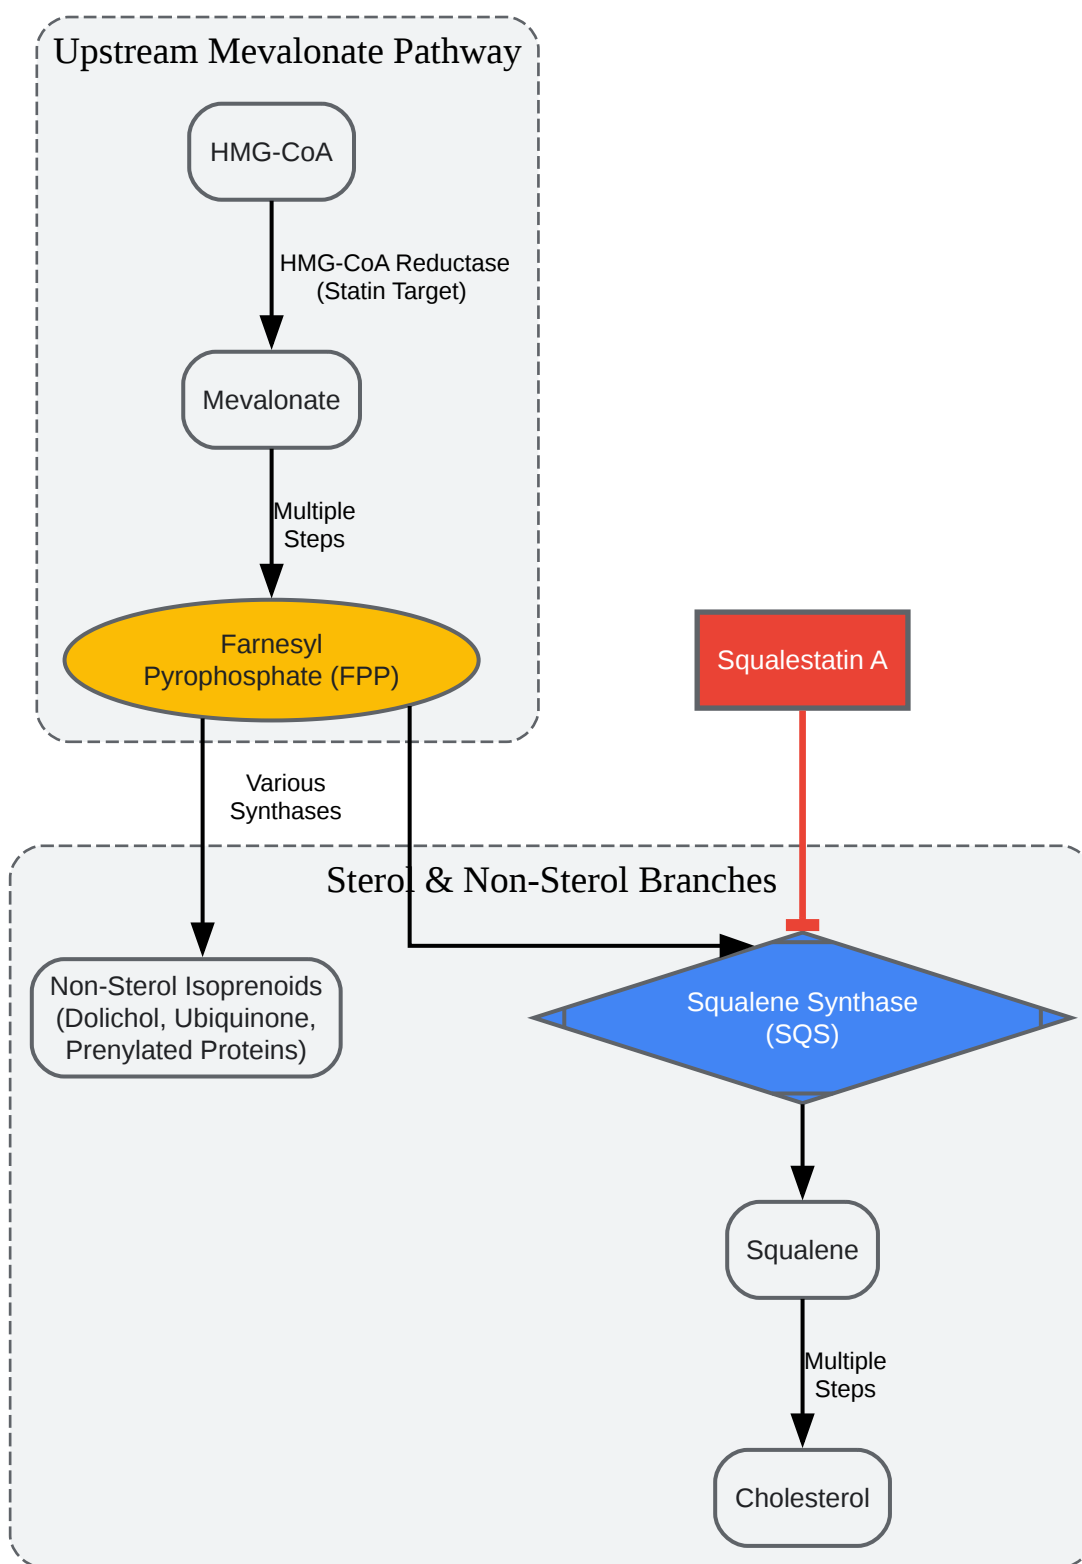 Upstream Mevalonate Pathway
HMG-CoA
HMG-CoA Reductase
(Statin Target)
Mevalonate
Multiple
Steps
Farnesyl
Pyrophosphate (FPP)
Squalestatin A
Various
Synthases
Sterol & Non-Sterol Branches
Non-Sterol Isoprenoids
(Dolichol, Ubiquinone,
Prenylated Proteins)
Squalene Synthase
(SQS)
Squalene
Multiple
Steps
Cholesterol